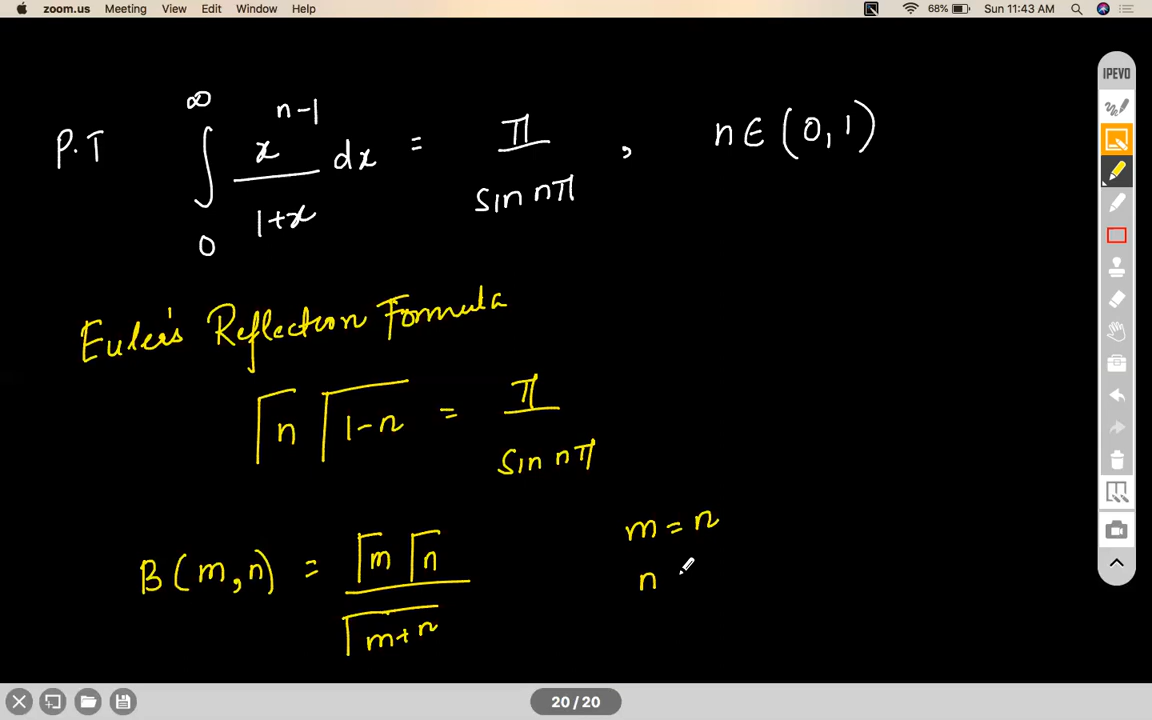 zoom.us Meeting View Edit Window Help 68% Sun 11:43 AM
IPEVO
P.T ∫₀^∞ x^(n-1)/(1+x) dx = π/sin nπ , n∈(0,1)
Euler's Reflection Formula
Γn Γ1-n = π/sin nπ
B(m,n) = Γm Γn / Γm+n
m = n
n
20 / 20